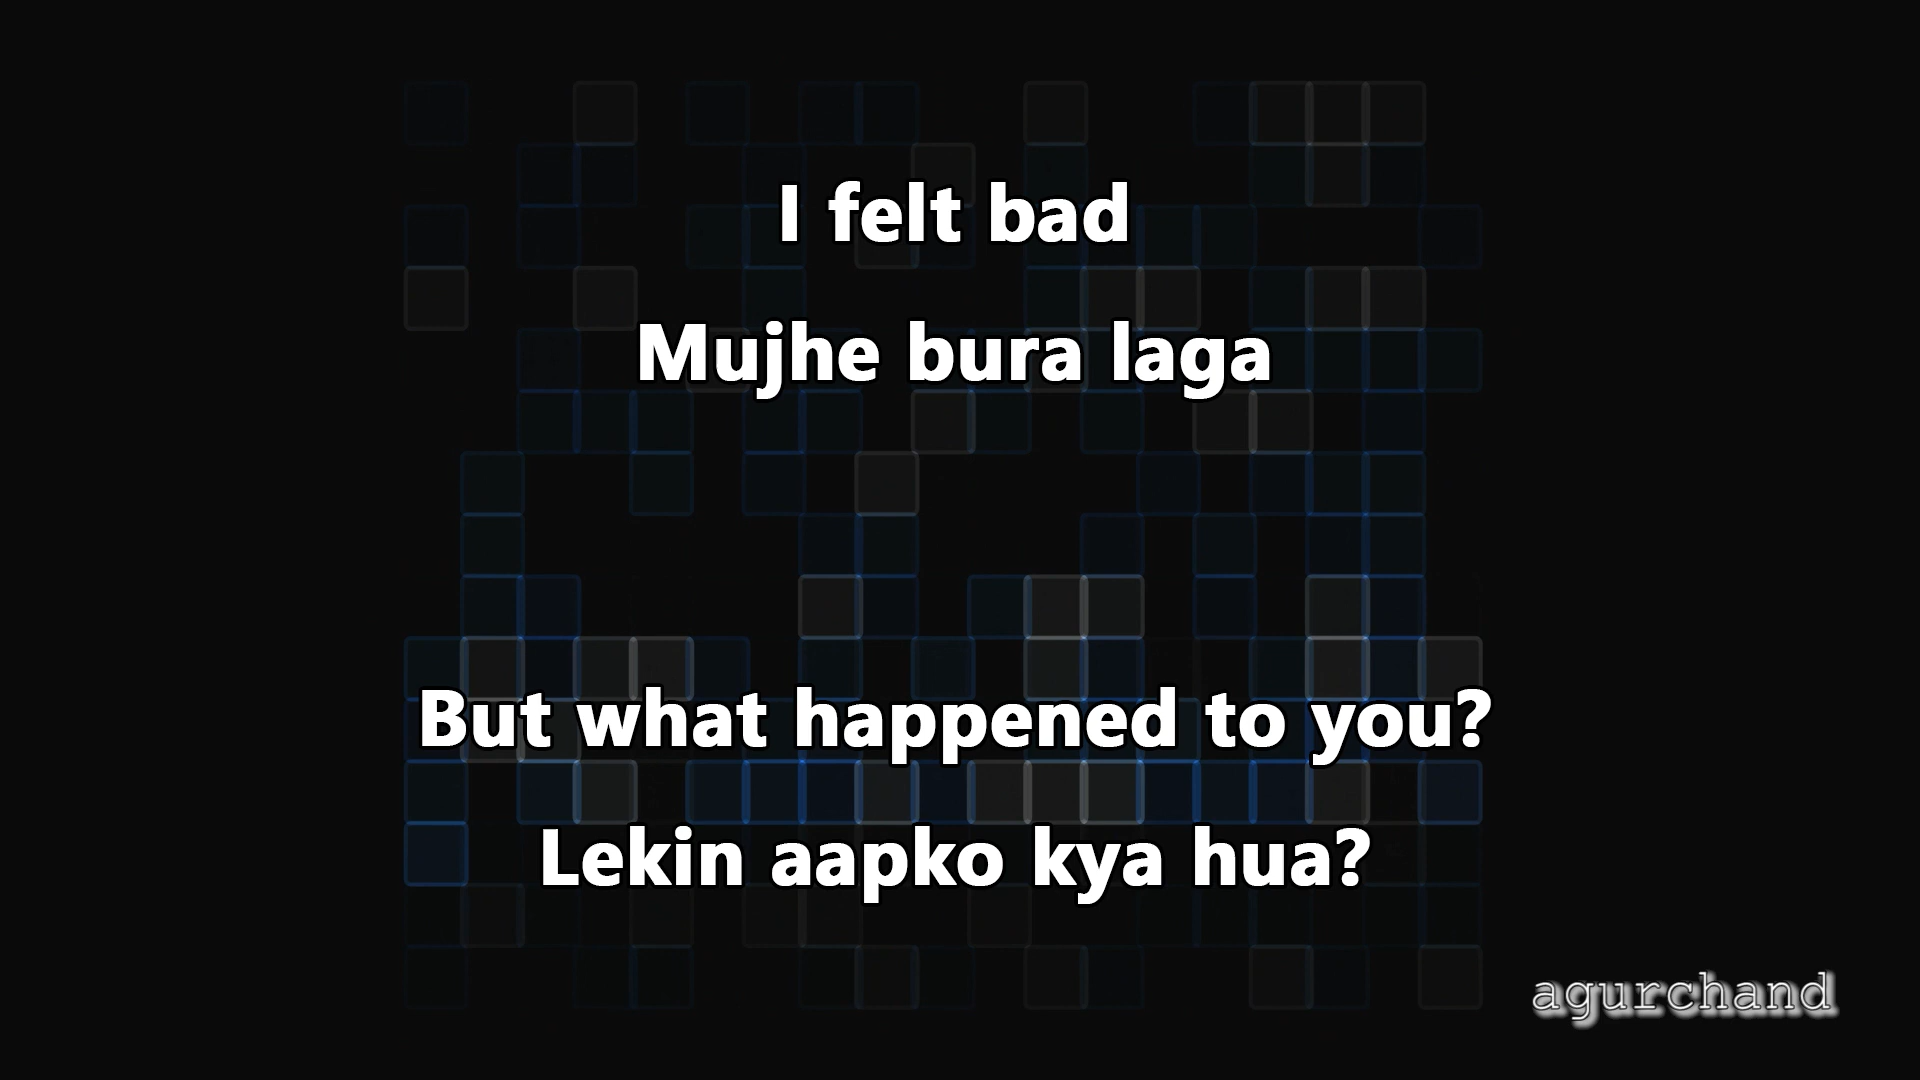 I felt bad
Mujhe bura laga
But what happened to you?
Lekin aapko kya hua?
agurchand